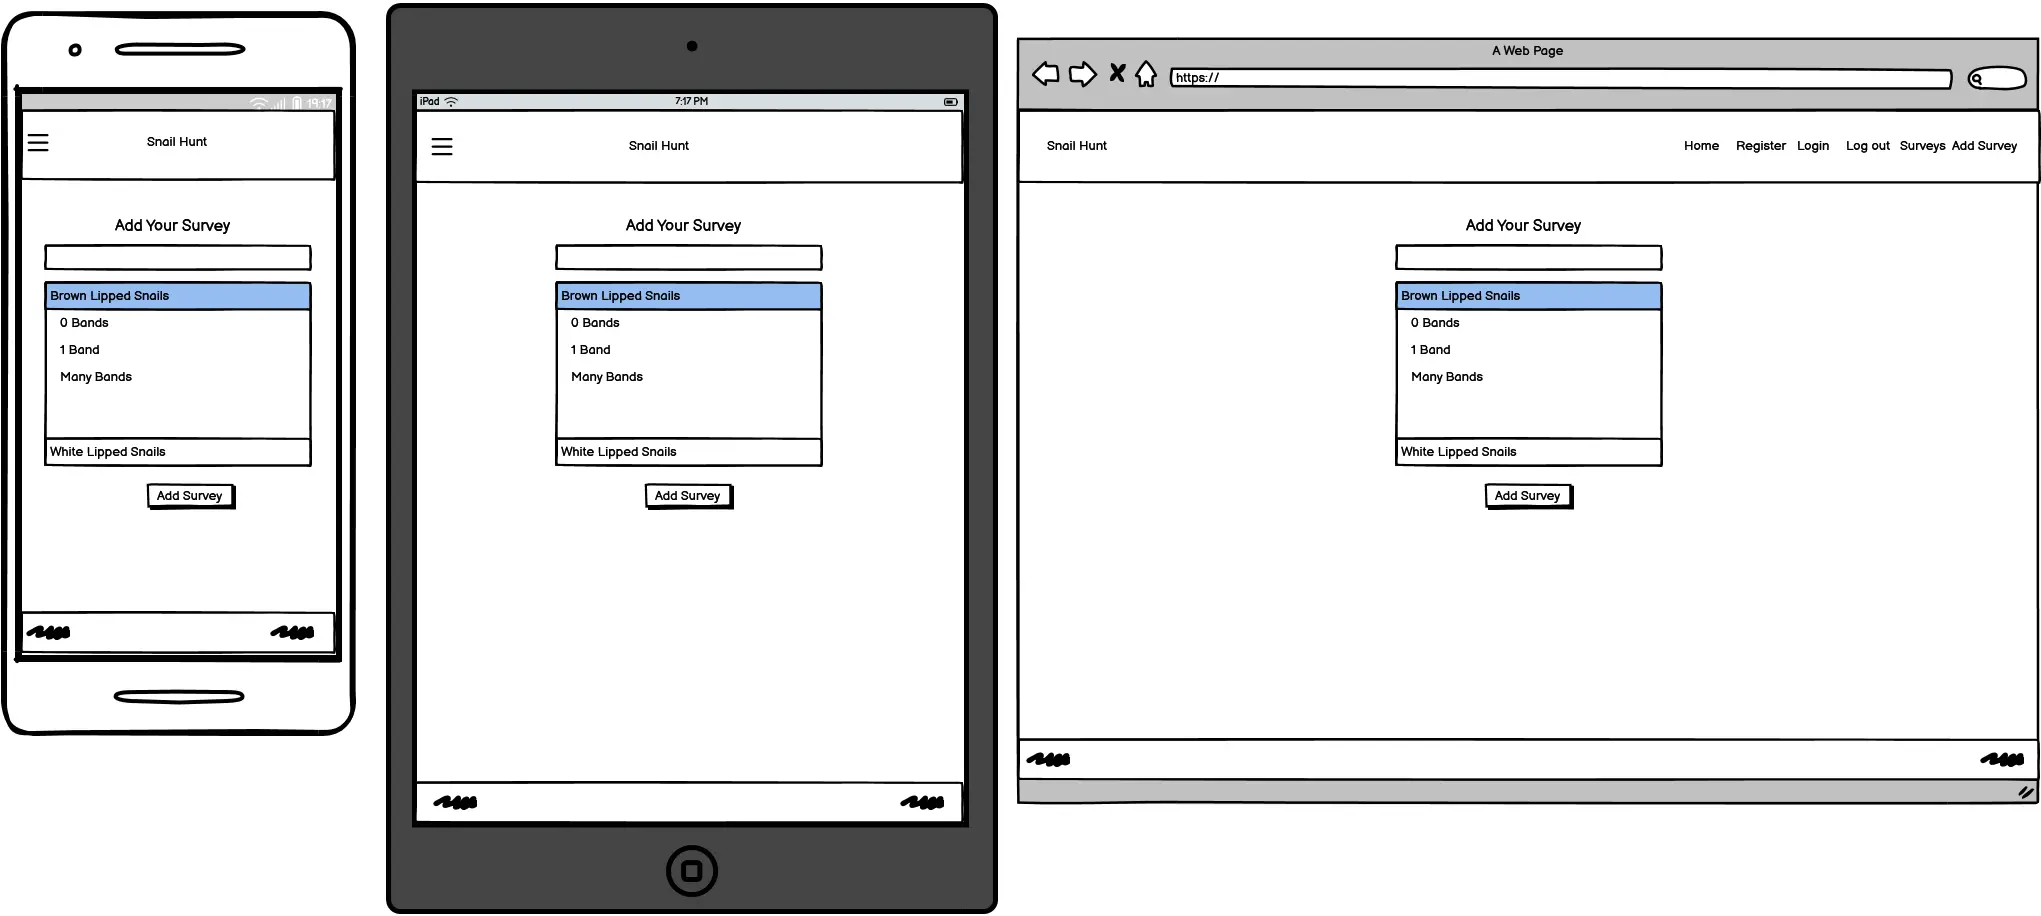 19:17
Snail Hunt
Add Your Survey
Brown Lipped Snails
0 Bands
1 Band
Many Bands
White Lipped Snails
Add Survey
iPad 7:17 PM
Snail Hunt
Add Your Survey
Brown Lipped Snails
0 Bands
1 Band
Many Bands
White Lipped Snails
Add Survey
A Web Page
https://
Snail Hunt Home Register Login Log out Surveys Add Survey
Add Your Survey
Brown Lipped Snails
0 Bands
1 Band
Many Bands
White Lipped Snails
Add Survey